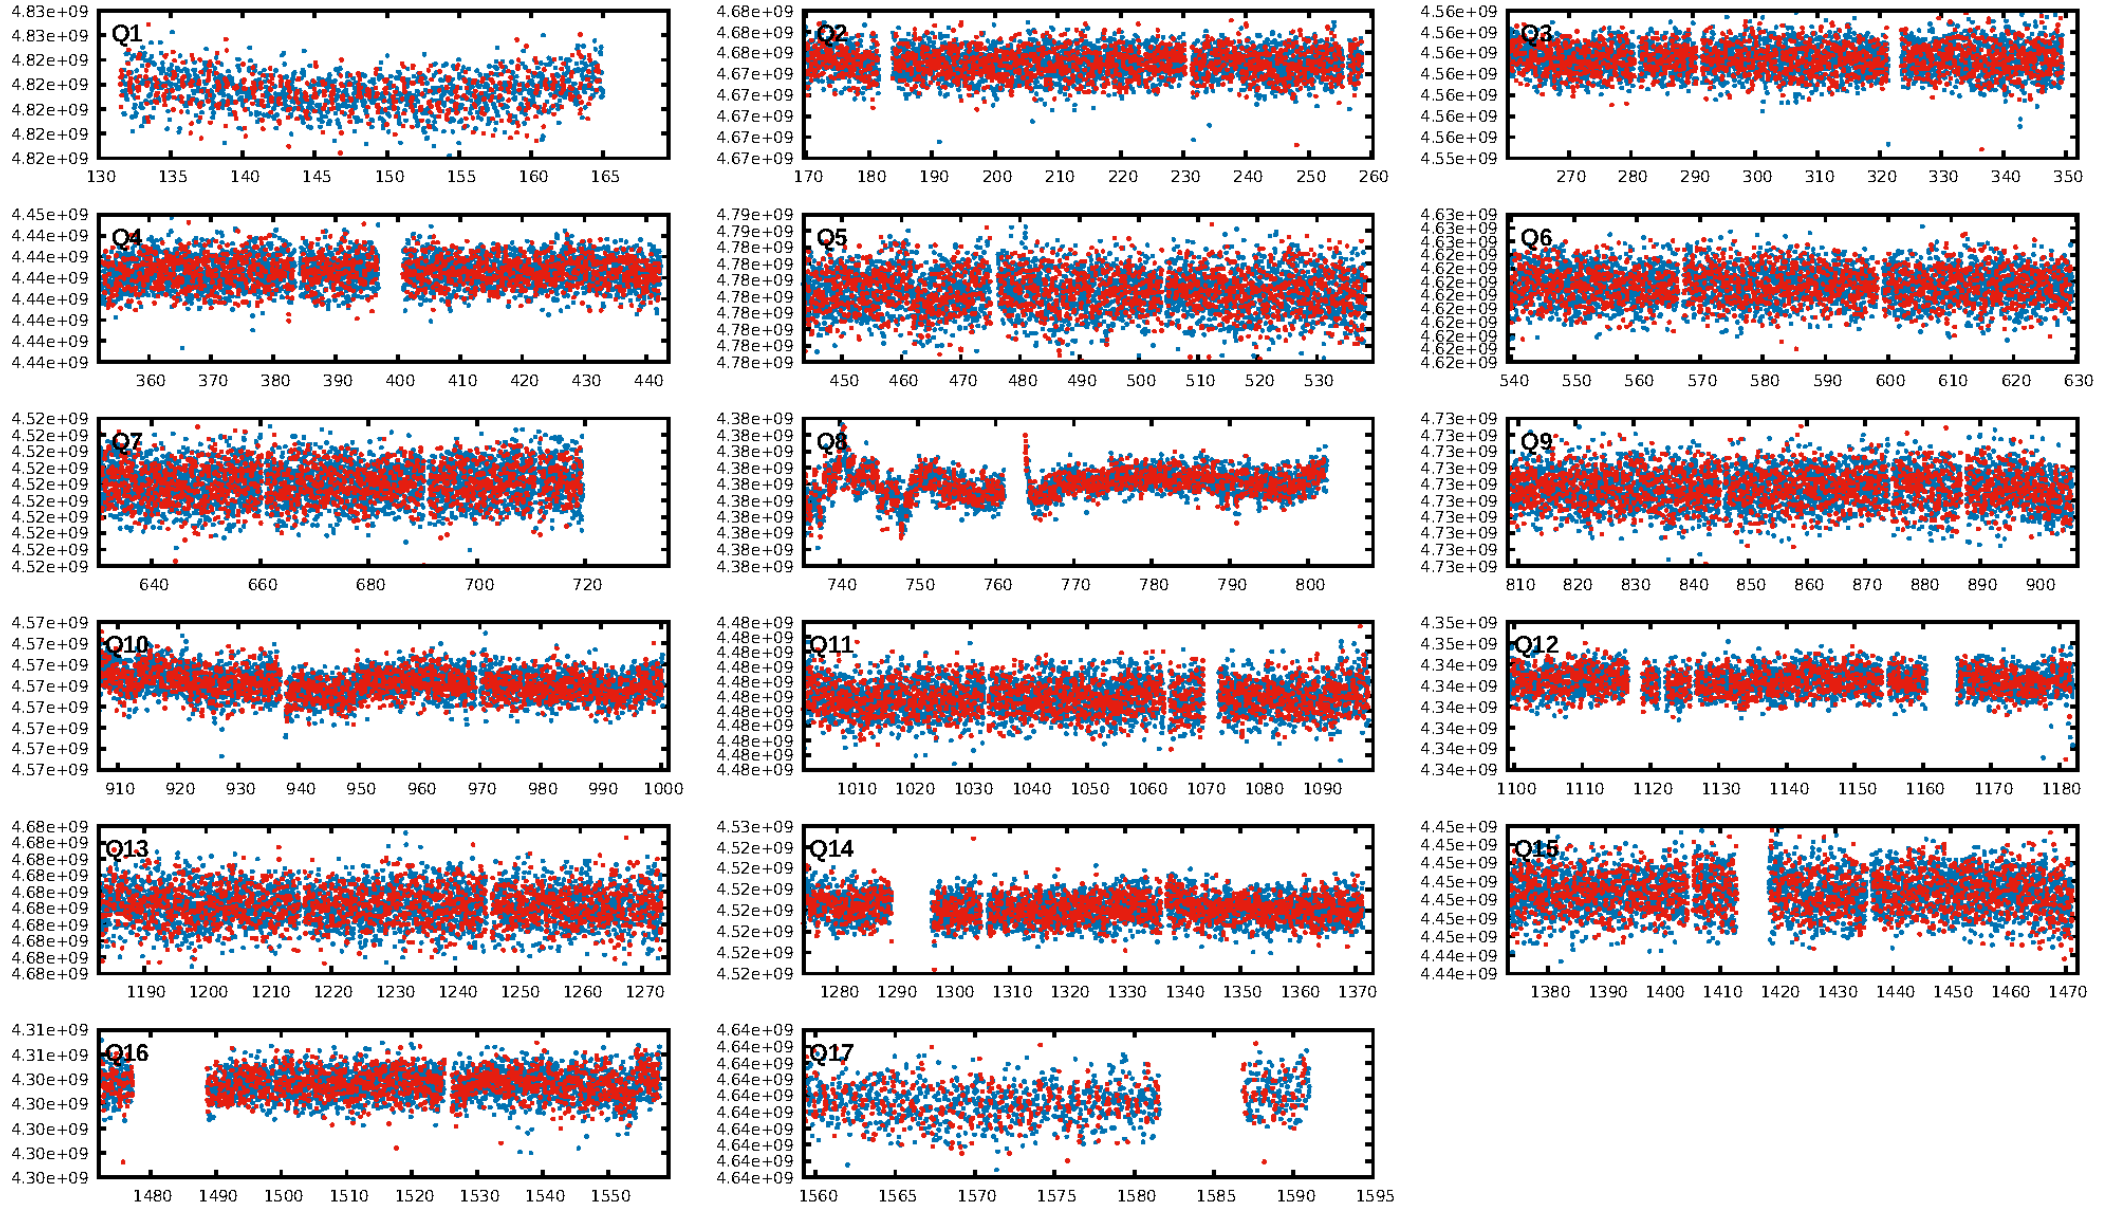 Q1
4.83e+09
4.83e+09
4.82e+09
4.82e+09
4.82e+09
4.82e+09
4.82e+09
130 135 140 145 150 155 160 165
Q2
4.68e+09
4.68e+09
4.68e+09
4.67e+09
4.67e+09
4.67e+09
4.67e+09
4.67e+09
170 180 190 200 210 220 230 240 250 260
Q3
4.56e+09
4.56e+09
4.56e+09
4.56e+09
4.56e+09
4.56e+09
4.56e+09
4.55e+09
270 280 290 300 310 320 330 340 350
Q4
4.45e+09
4.44e+09
4.44e+09
4.44e+09
4.44e+09
4.44e+09
4.44e+09
4.44e+09
360 370 380 390 400 410 420 430 440
Q5
4.79e+09
4.79e+09
4.78e+09
4.78e+09
4.78e+09
4.78e+09
4.78e+09
4.78e+09
4.78e+09
4.78e+09
450 460 470 480 490 500 510 520 530
Q6
4.63e+09
4.63e+09
4.63e+09
4.62e+09
4.62e+09
4.62e+09
4.62e+09
4.62e+09
4.62e+09
4.62e+09
4.62e+09
4.62e+09
540 550 560 570 580 590 600 610 620 630
Q7
4.52e+09
4.52e+09
4.52e+09
4.52e+09
4.52e+09
4.52e+09
4.52e+09
4.52e+09
4.52e+09
4.52e+09
640 660 680 700 720
Q8
4.38e+09
4.38e+09
4.38e+09
4.38e+09
4.38e+09
4.38e+09
4.38e+09
4.38e+09
4.38e+09
4.38e+09
740 750 760 770 780 790 800
Q9
4.73e+09
4.73e+09
4.73e+09
4.73e+09
4.73e+09
4.73e+09
4.73e+09
4.73e+09
4.73e+09
4.73e+09
810 820 830 840 850 860 870 880 890 900
Q10
4.57e+09
4.57e+09
4.57e+09
4.57e+09
4.57e+09
4.57e+09
4.57e+09
4.57e+09
910 920 930 940 950 960 970 980 990 1000
Q11
4.48e+09
4.48e+09
4.48e+09
4.48e+09
4.48e+09
4.48e+09
4.48e+09
4.48e+09
4.48e+09
4.48e+09
4.48e+09
1010 1020 1030 1040 1050 1060 1070 1080 1090
Q12
4.35e+09
4.35e+09
4.34e+09
4.34e+09
4.34e+09
4.34e+09
4.34e+09
4.34e+09
1100 1110 1120 1130 1140 1150 1160 1170 1180
Q13
4.68e+09
4.68e+09
4.68e+09
4.68e+09
4.68e+09
4.68e+09
4.68e+09
4.68e+09
4.68e+09
4.68e+09
1190 1200 1210 1220 1230 1240 1250 1260 1270
Q14
4.53e+09
4.52e+09
4.52e+09
4.52e+09
4.52e+09
4.52e+09
4.52e+09
4.52e+09
1280 1290 1300 1310 1320 1330 1340 1350 1360 1370
Q15
4.45e+09
4.45e+09
4.45e+09
4.45e+09
4.45e+09
4.45e+09
4.45e+09
4.44e+09
4.44e+09
1380 1390 1400 1410 1420 1430 1440 1450 1460 1470
Q16
4.31e+09
4.31e+09
4.30e+09
4.30e+09
4.30e+09
4.30e+09
4.30e+09
1480 1490 1500 1510 1520 1530 1540 1550
Q17
4.64e+09
4.64e+09
4.64e+09
4.64e+09
4.64e+09
4.64e+09
4.64e+09
4.64e+09
4.64e+09
4.64e+09
1560 1565 1570 1575 1580 1585 1590 1595